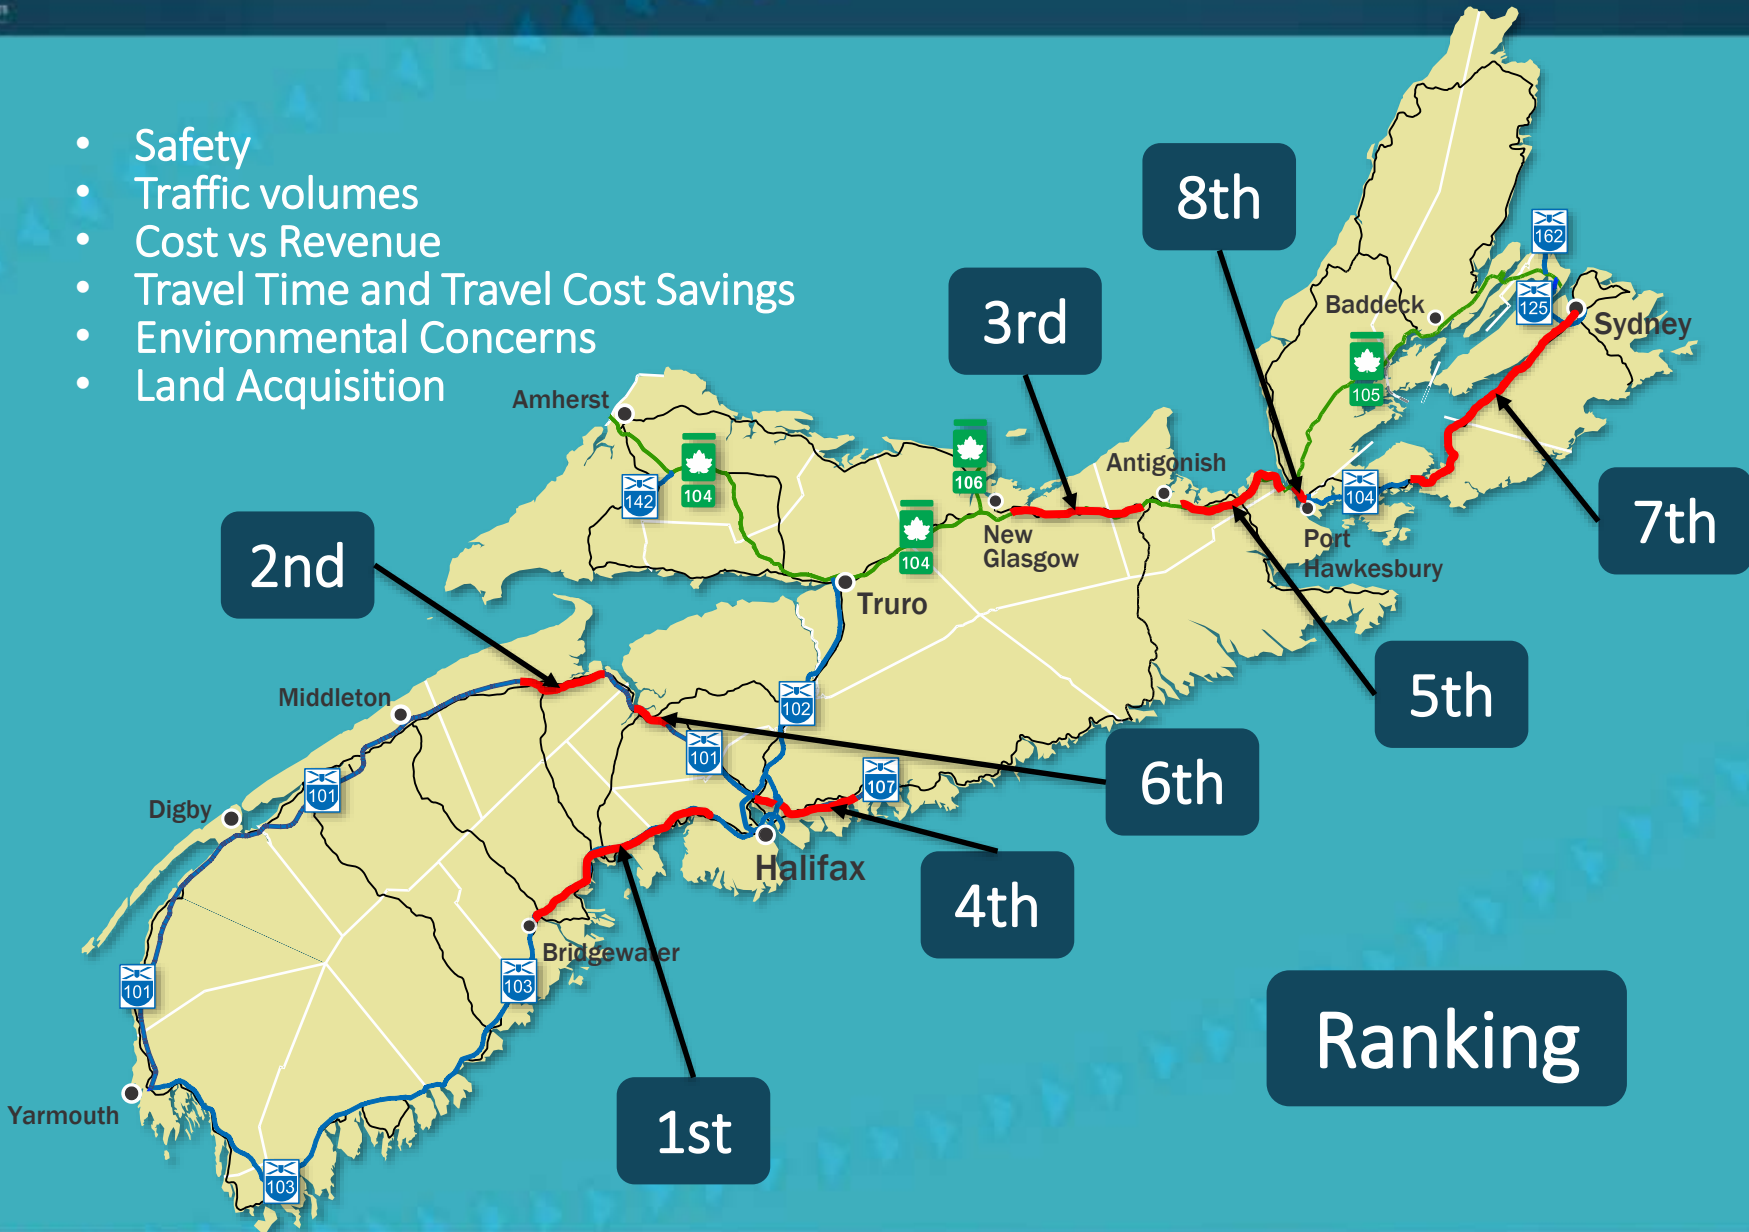 • Safety
• Traffic volumes
• Cost vs Revenue
• Travel Time and Travel Cost Savings
• Environmental Concerns
• Land Acquisition
8th
162
3rd
Baddeck
125
Sydney
105
Amherst
104
142
106
Antigonish
104
104
New
Glasgow
Port
Hawkesbury
7th
2nd
Truro
5th
Middleton
102
101
107
6th
Digby
101
Halifax
4th
Bridgewater
101
103
Ranking
Yarmouth
1st
103